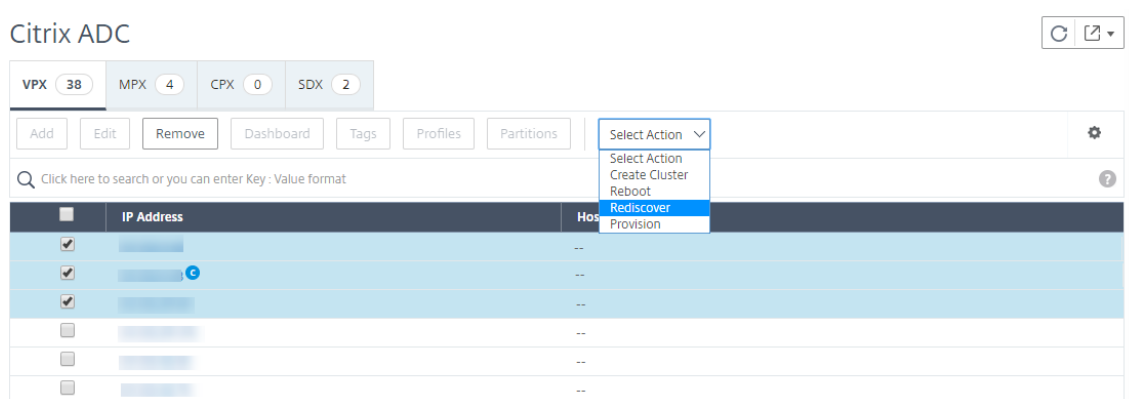 Citrix ADC
VPX 38 MPX 4 CPX 0 SDX 2
Add Edit Remove Dashboard Tags Profiles Partitions Select Action
Click here to search or you can enter Key : Value format ?
Select Action
Create Cluster
Reboot
Rediscover
Provision
IP Address Hos
--
C --
--
--
--
--